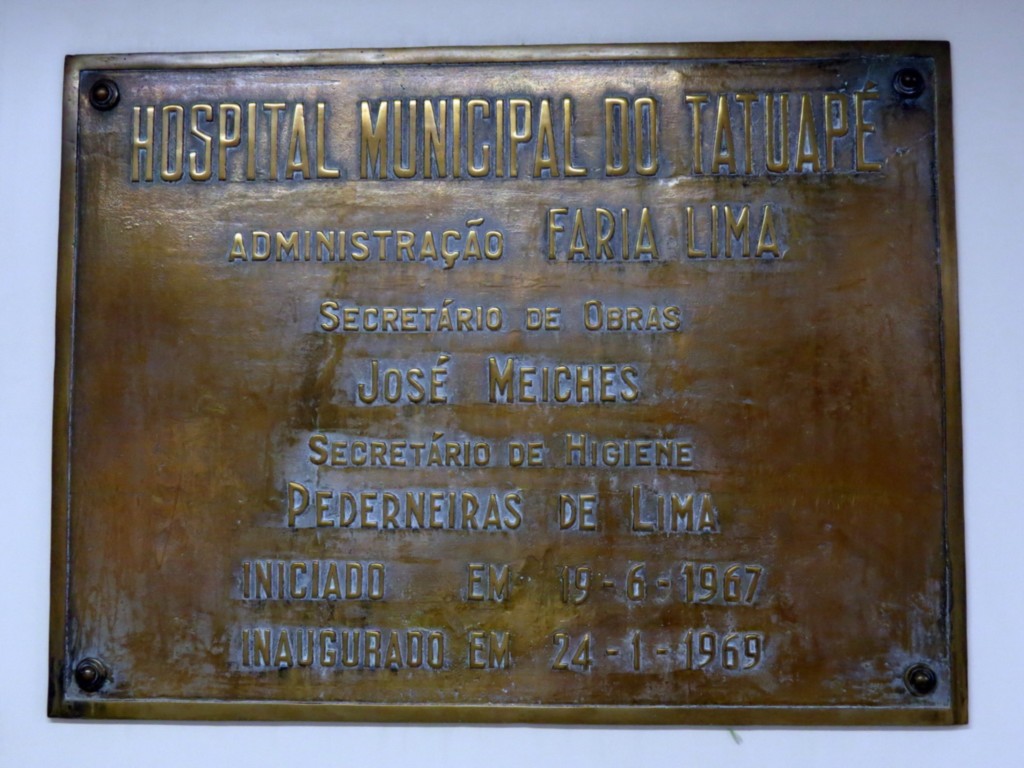 HOSPITAL MUNICIPAL DO TATUAPÉ
ADMINISTRAÇÃO FARIA LIMA
SECRETÁRIO DE OBRAS
JOSÉ MEICHES
SECRETÁRIO DE HIGIENE
PEDERNEIRAS DE LIMA
INICIADO EM 19-6-1967
INAUGURADO EM 24-1-1969